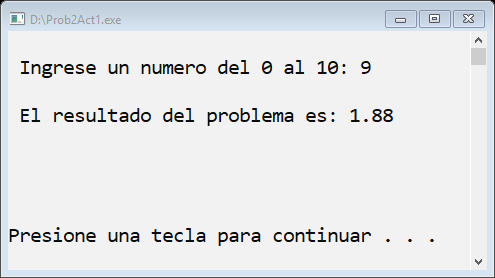 D:\Prob2Act1.exe
Ingrese un numero del 0 al 10: 9
El resultado del problema es: 1.88
Presione una tecla para continuar . . .